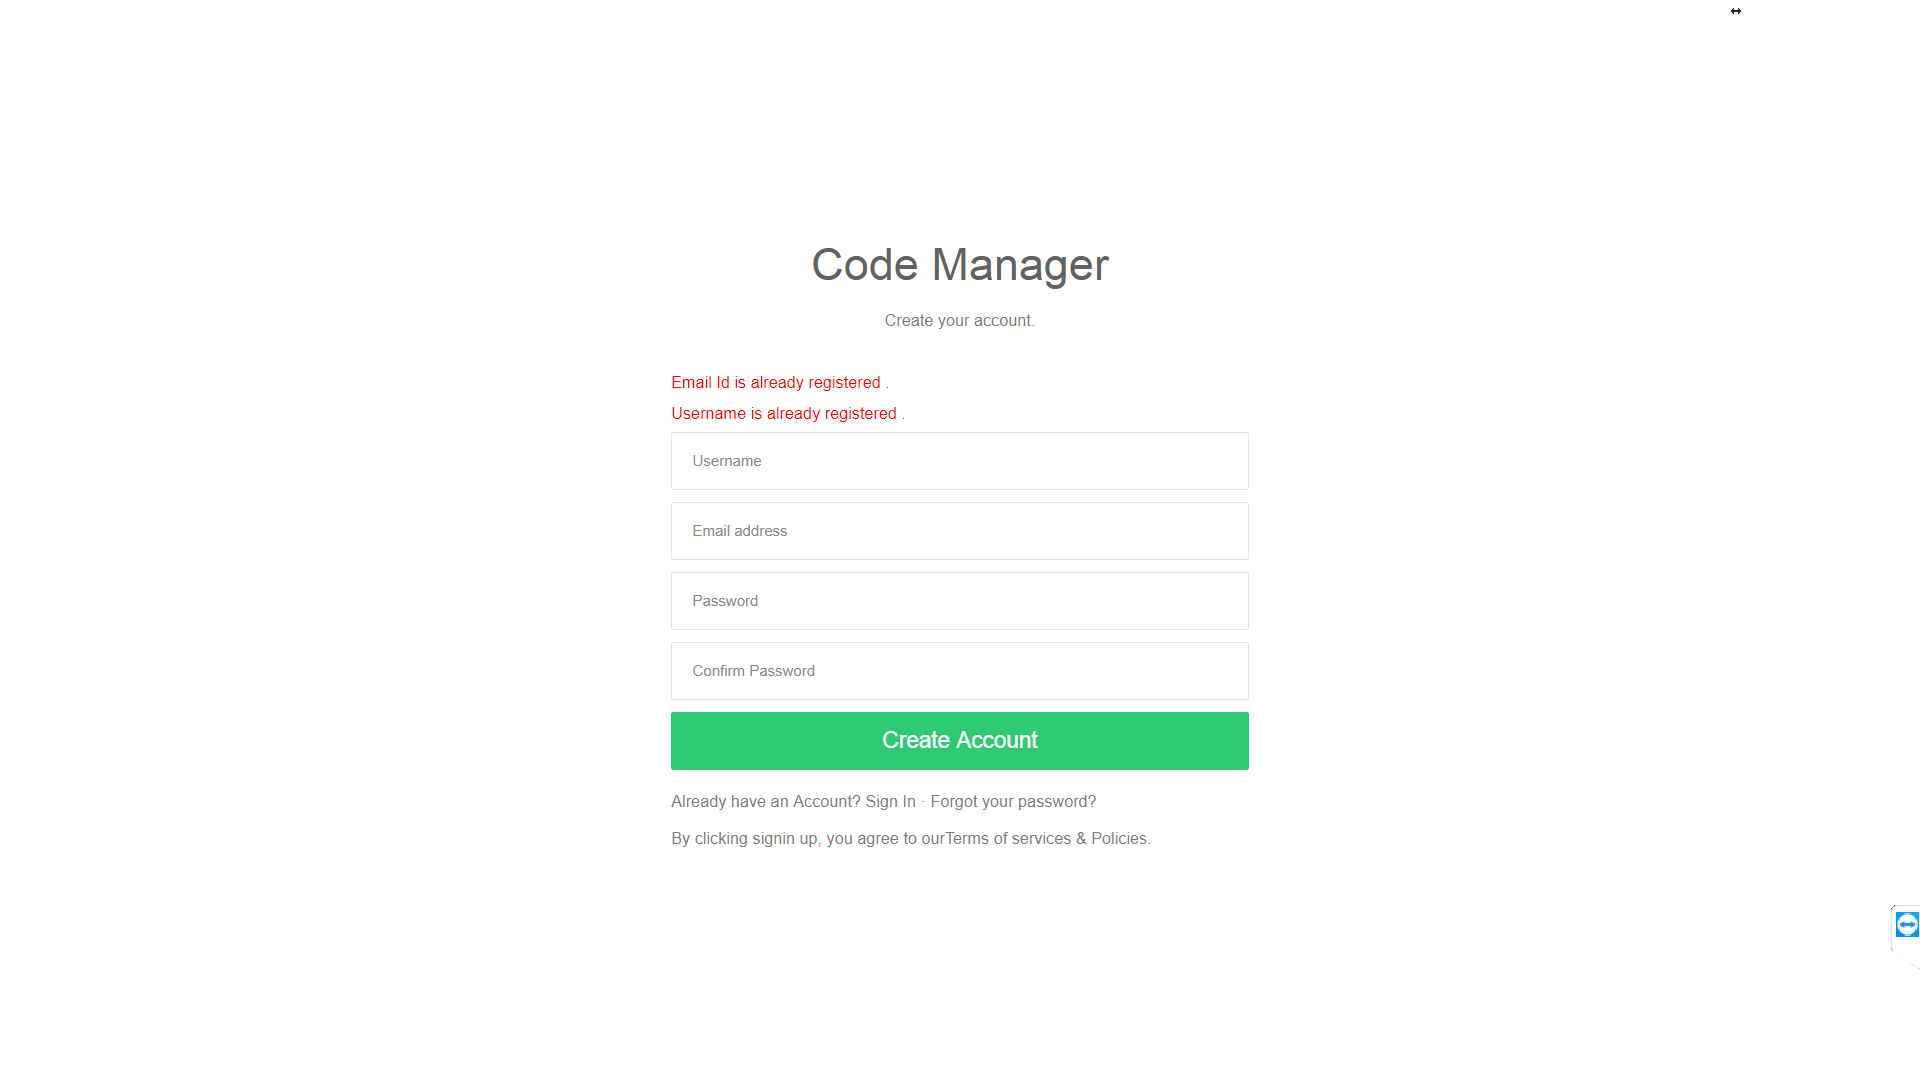 Code Manager
Create your account.
Email Id is already registered .
Username is already registered .
Username
Email address
Password
Confirm Password
Create Account
Already have an Account? Sign In · Forgot your password?
By clicking signin up, you agree to ourTerms of services & Policies.